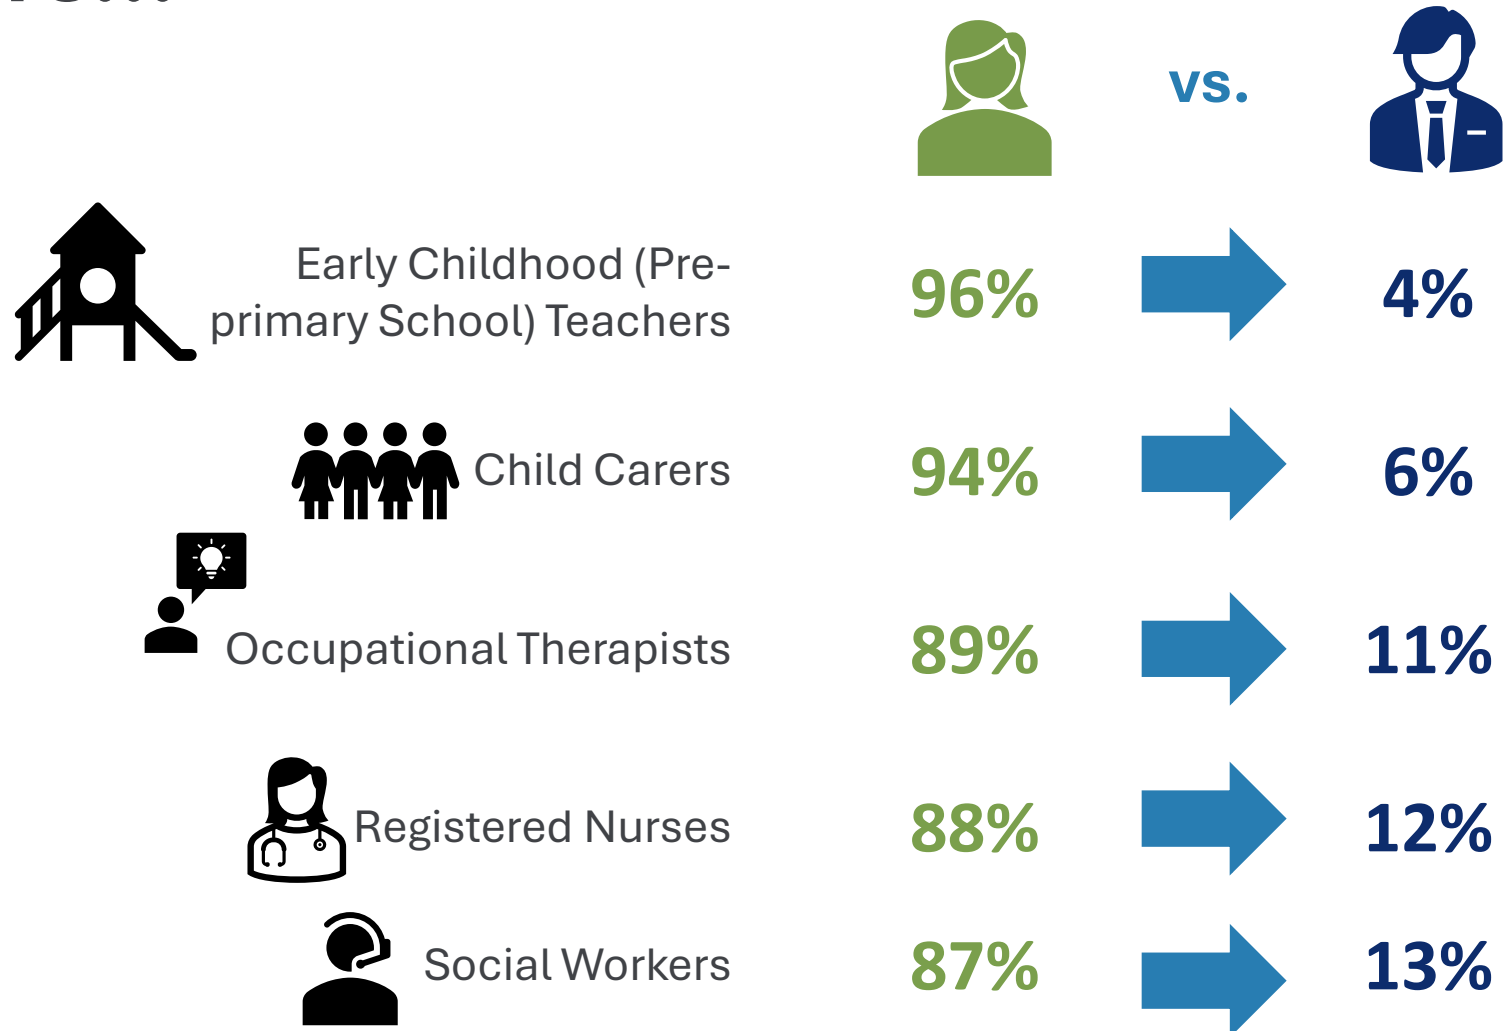 vs.
Early Childhood (Pre-
primary School) Teachers
96%
4%
Child Carers
94%
6%
Occupational Therapists
89%
11%
Registered Nurses
88%
12%
Social Workers
87%
13%